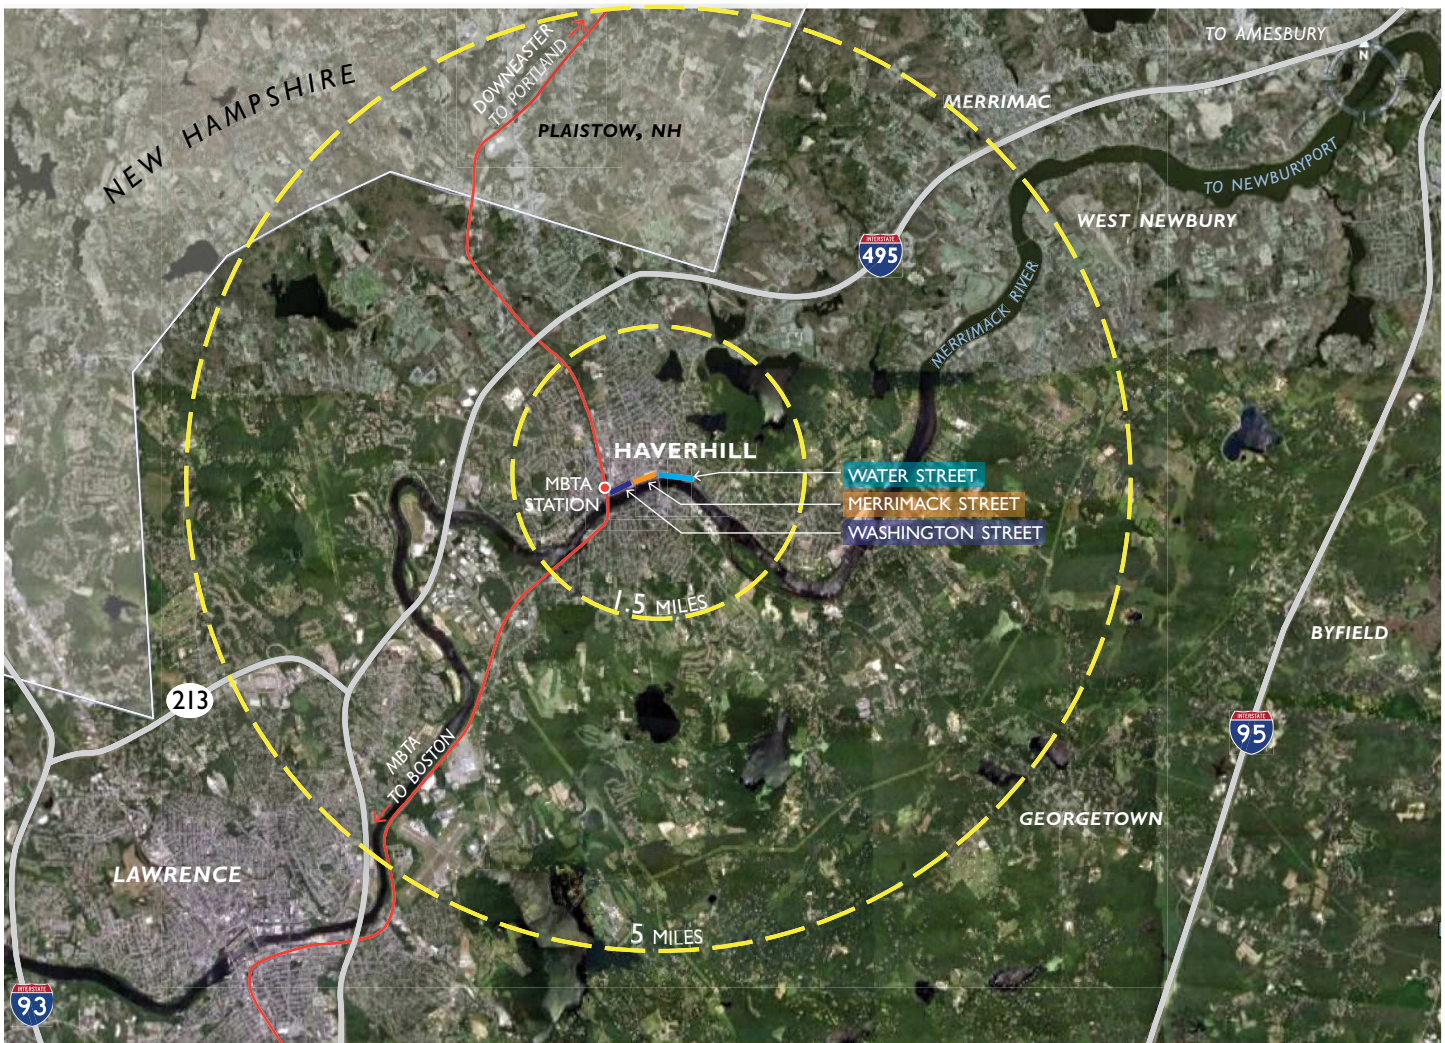 TO AMESBURY
N
NEW HAMPSHIRE
DOWNEASTER
TO PORTLAND
PLAISTOW, NH
MERRIMAC
TO NEWBURYPORT
WEST NEWBURY
INTERSTATE
495
MERRIMACK RIVER
HAVERHILL
MBTA
STATION
WATER STREET
MERRIMACK STREET
WASHINGTON STREET
1.5 MILES
BYFIELD
213
INTERSTATE
95
MBTA
TO BOSTON
GEORGETOWN
LAWRENCE
5 MILES
INTERSTATE
93